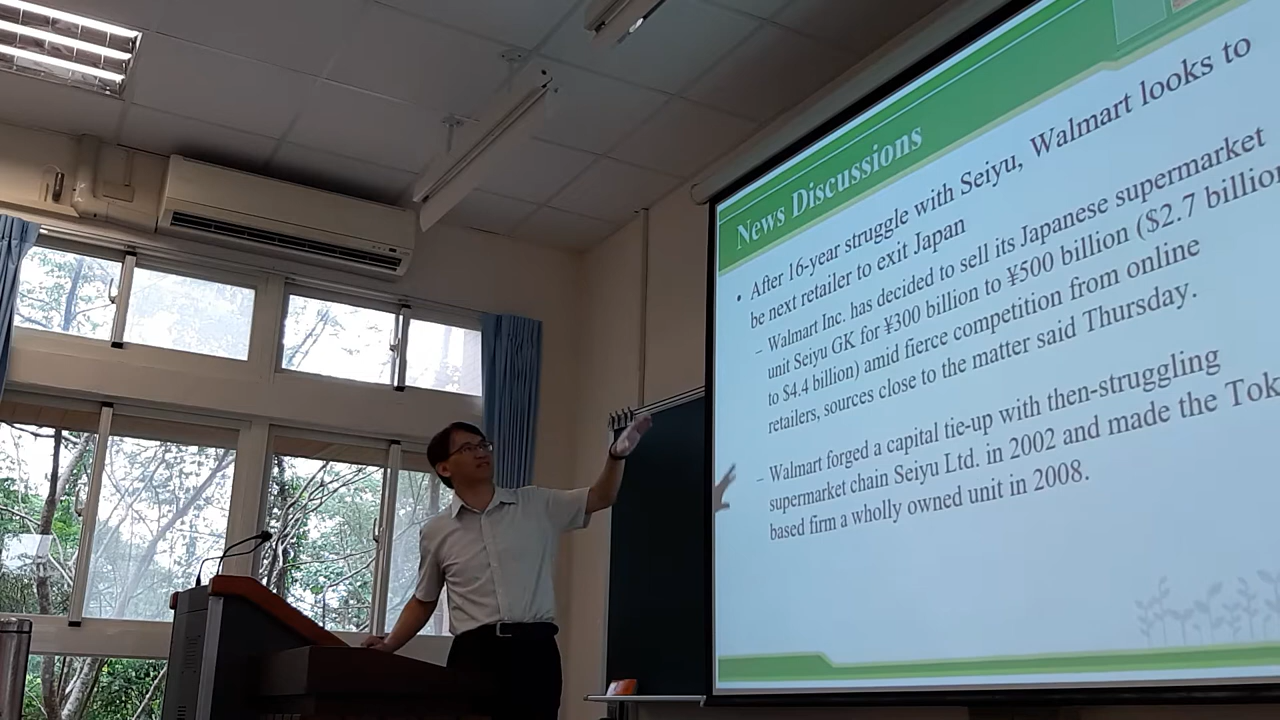 News Discussions
• After 16-year struggle with Seiyu, Walmart looks to
be next retailer to exit Japan
– Walmart Inc. has decided to sell its Japanese supermarket
unit Seiyu GK for ¥300 billion to ¥500 billion ($2.7 billion
to $4.4 billion) amid fierce competition from online
retailers, sources close to the matter said Thursday.
– Walmart forged a capital tie-up with then-struggling
supermarket chain Seiyu Ltd. in 2002 and made the Tok
based firm a wholly owned unit in 2008.